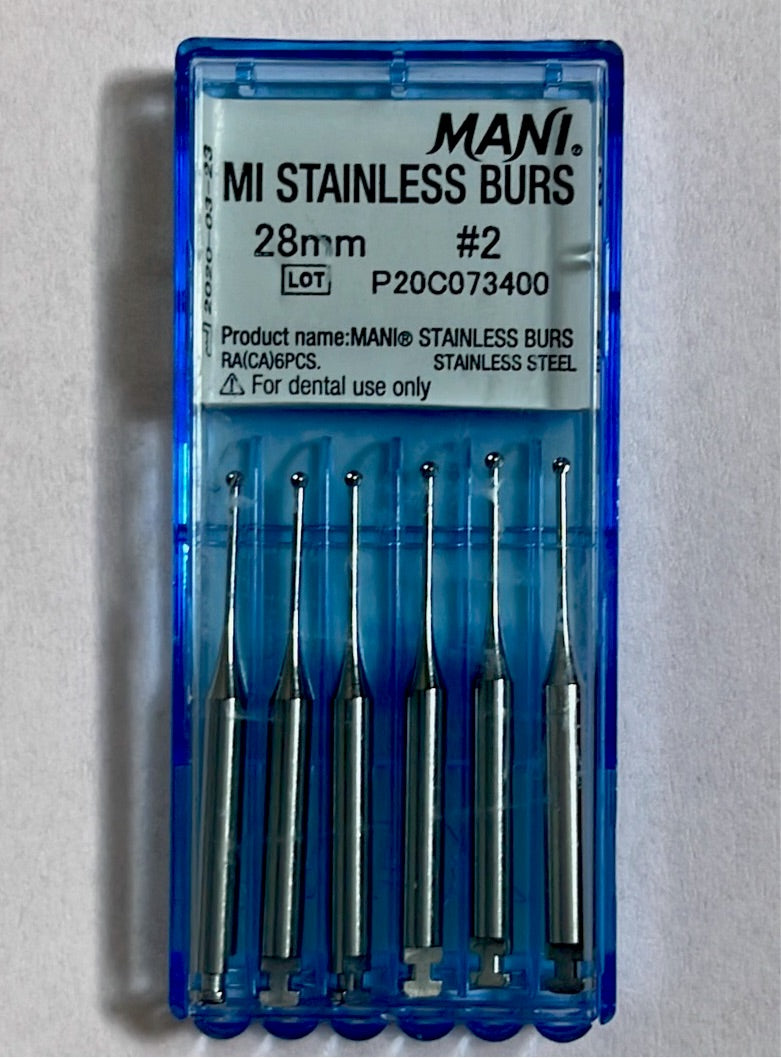 MANI®
MI STAINLESS BURS
28mm #2
LOT P20C073400
Product name:MANI® STAINLESS BURS
RA(CA)6PCS. STAINLESS STEEL
⚠ For dental use only
2020-03-23